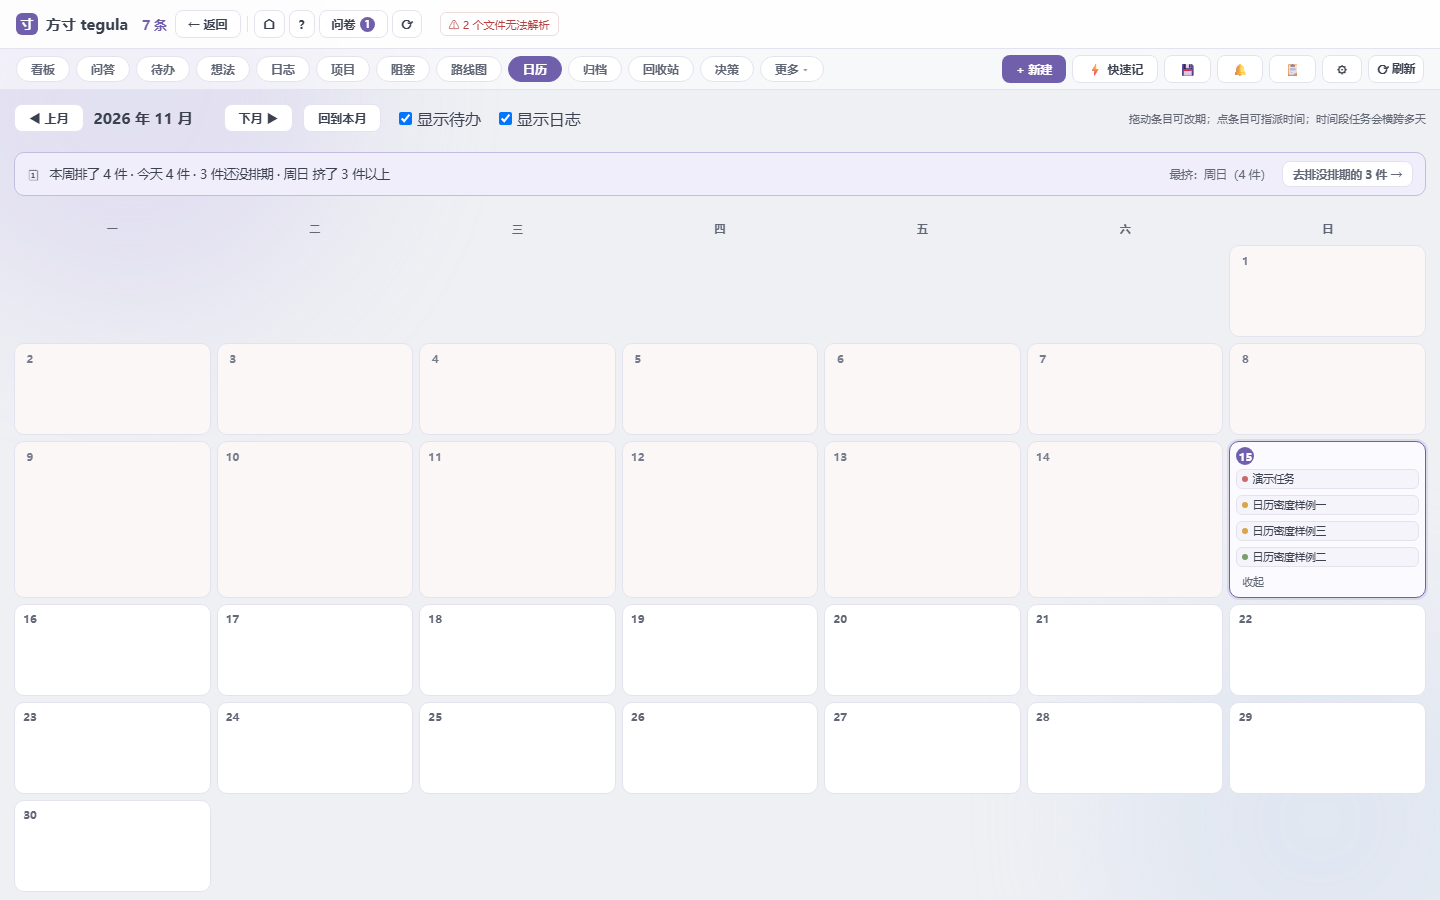 寸 方寸 tegula 7 条 ← 返回 ? 问卷 1 ⟳ ⚠ 2 个文件无法解析
看板 问答 待办 想法 日志 项目 阻塞 路线图 日历 归档 回收站 决策 更多 + 新建 快速记 刷新
◀ 上月 2026 年 11 月 下月 ▶ 回到本月 显示待办 显示日志 拖动条目可改期；点条目可指派时间；时间段任务会横跨多天
本周排了 4 件 · 今天 4 件 · 3 件还没排期 · 周日 挤了 3 件以上 最挤：周日（4 件） 去排没排期的 3 件 →
一 二 三 四 五 六 日
1
2 3 4 5 6 7 8
9 10 11 12 13 14 15
演示任务
日历密度样例一
日历密度样例三
日历密度样例二
收起
16 17 18 19 20 21 22
23 24 25 26 27 28 29
30